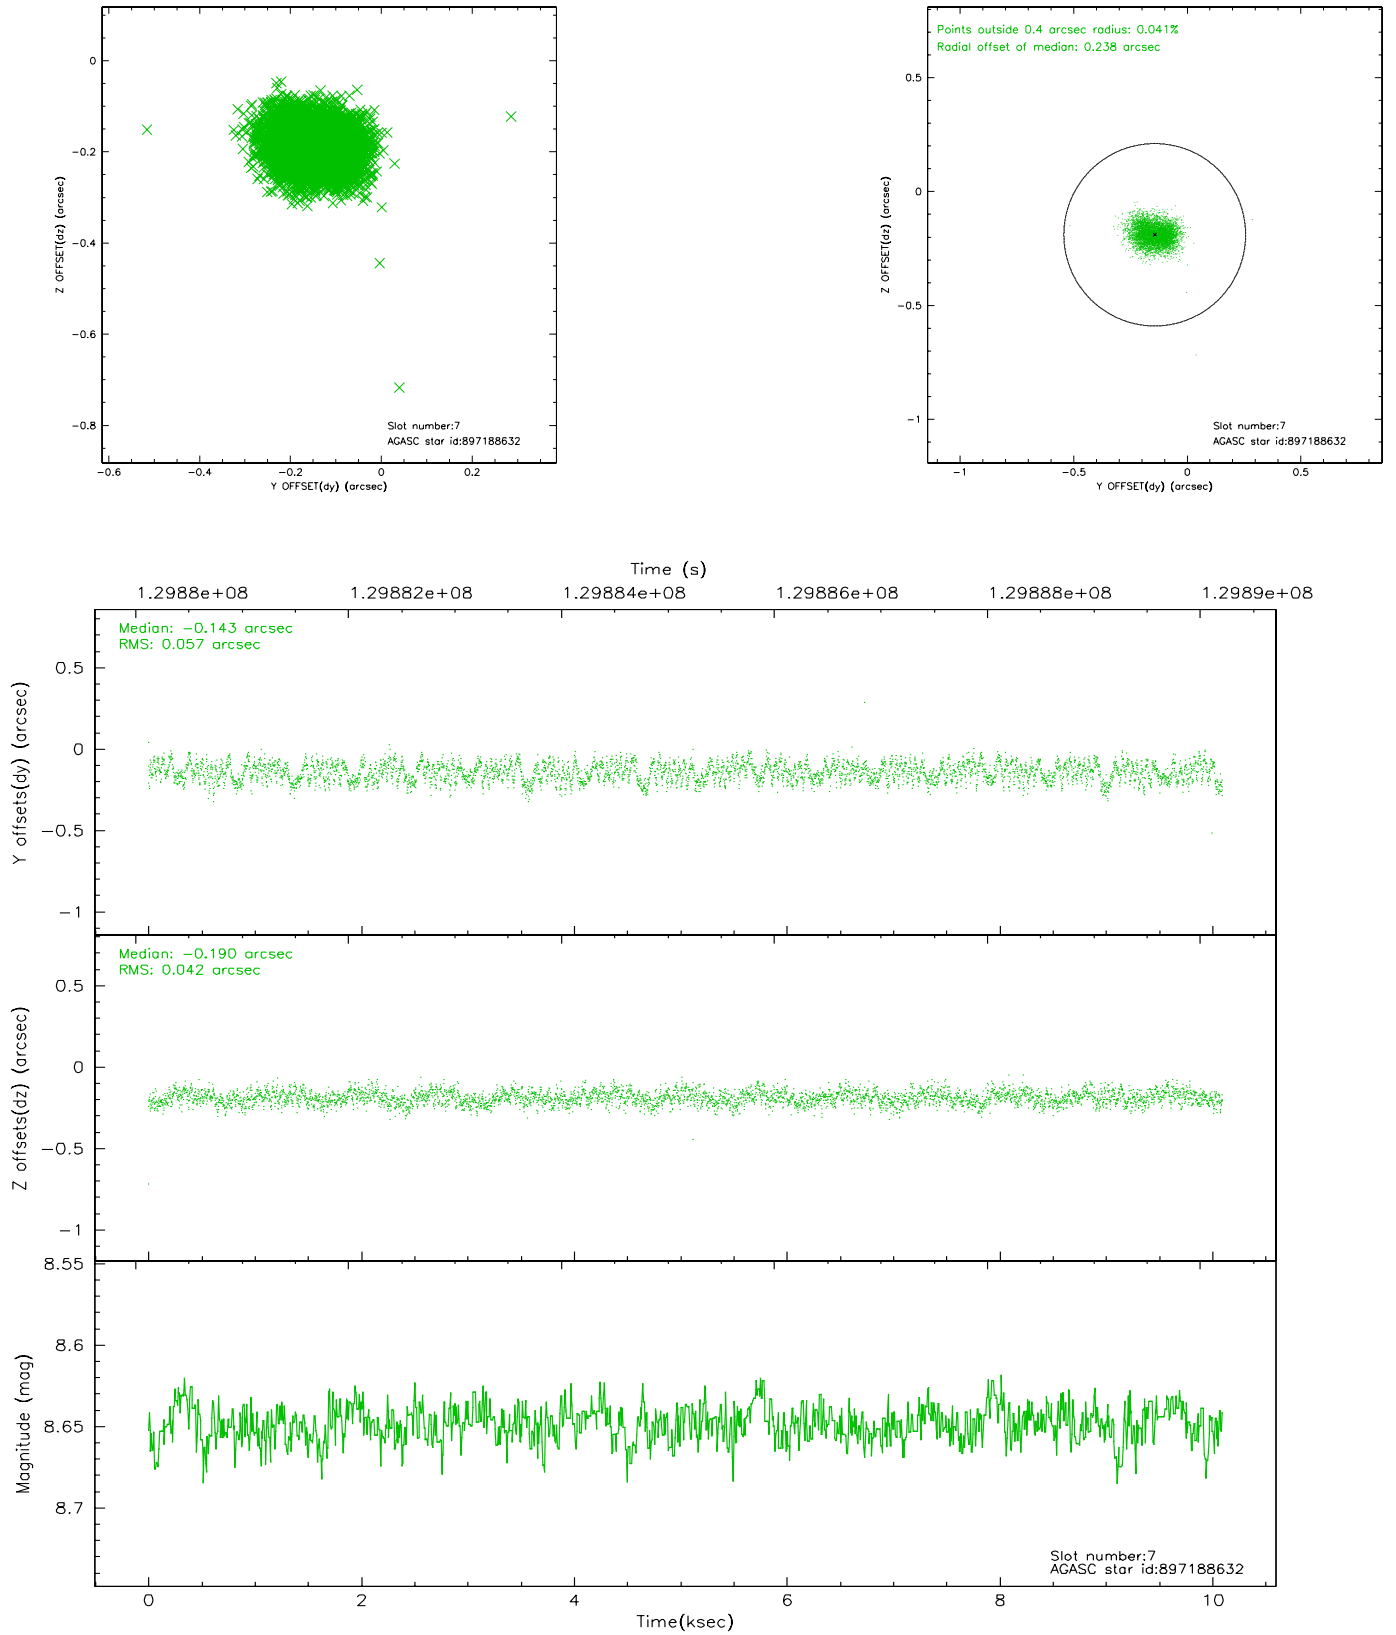 0
−0.2
−0.4
−0.6
−0.8
Z OFFSET(dz) (arcsec)
Slot number:7
AGASC star id:897188632
−0.6 −0.4 −0.2 0 0.2
Y OFFSET(dy) (arcsec)
Points outside 0.4 arcsec radius: 0.041%
Radial offset of median: 0.238 arcsec
0.5
0
−0.5
−1
Z OFFSET(dz) (arcsec)
Slot number:7
AGASC star id:897188632
−1 −0.5 0 0.5
Y OFFSET(dy) (arcsec)
Time (s)
1.2988e+08 1.29882e+08 1.29884e+08 1.29886e+08 1.29888e+08 1.2989e+08
Median: −0.143 arcsec
RMS: 0.057 arcsec
0.5
0
−0.5
−1
Y offsets(dy) (arcsec)
Median: −0.190 arcsec
RMS: 0.042 arcsec
0.5
0
−0.5
−1
Z offsets(dz) (arcsec)
8.55
8.6
8.65
8.7
Magnitude (mag)
Slot number:7
AGASC star id:897188632
0 2 4 6 8 10
Time(ksec)